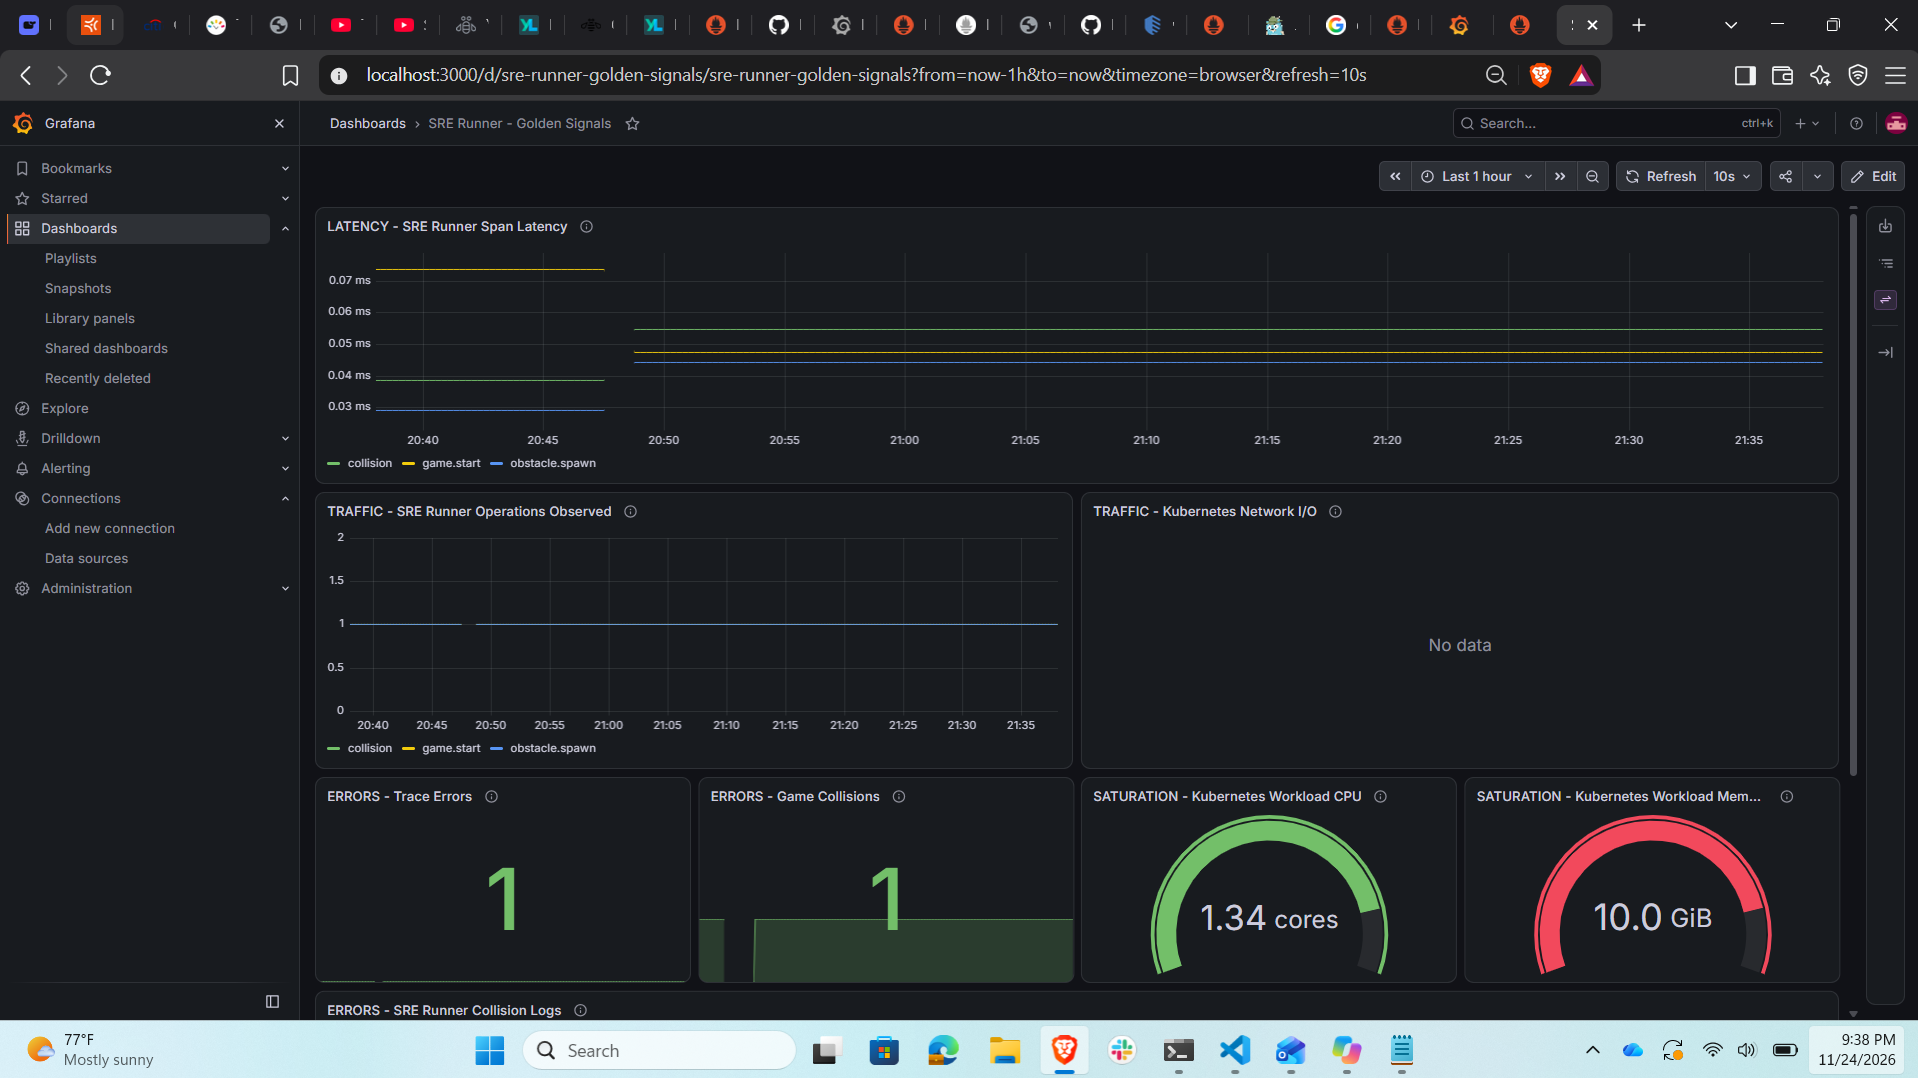 localhost:3000/d/sre-runner-golden-signals/sre-runner-golden-signals?from=now-1h&to=now&timezone=browser&refresh=10s
Grafana
Dashboards › SRE Runner - Golden Signals
Search... ctrl+k
Bookmarks
Starred
Dashboards
Playlists
Snapshots
Library panels
Shared dashboards
Recently deleted
Explore
Drilldown
Alerting
Connections
Add new connection
Data sources
Administration
Last 1 hour
Refresh 10s
Edit
LATENCY - SRE Runner Span Latency
0.07 ms
0.06 ms
0.05 ms
0.04 ms
0.03 ms
20:40 20:45 20:50 20:55 21:00 21:05 21:10 21:15 21:20 21:25 21:30 21:35
collision game.start obstacle.spawn
TRAFFIC - SRE Runner Operations Observed
2
1.5
1
0.5
0
20:40 20:45 20:50 20:55 21:00 21:05 21:10 21:15 21:20 21:25 21:30 21:35
collision game.start obstacle.spawn
TRAFFIC - Kubernetes Network I/O
No data
ERRORS - Trace Errors
1
ERRORS - Game Collisions
1
SATURATION - Kubernetes Workload CPU
1.34 cores
SATURATION - Kubernetes Workload Mem...
10.0 GiB
ERRORS - SRE Runner Collision Logs
77°F
Mostly sunny
Search
9:38 PM
11/24/2026